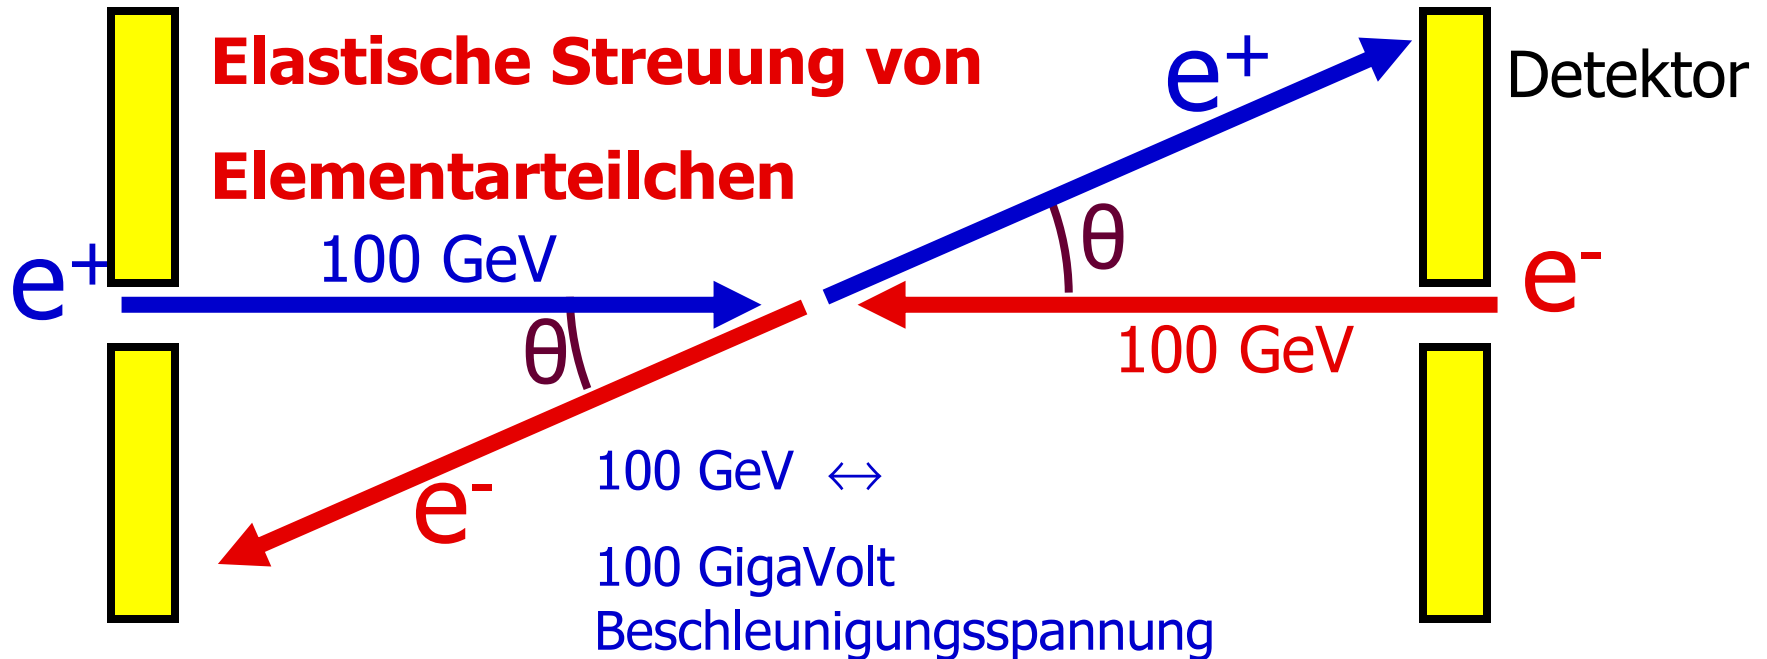 Elastische Streuung von
Elementarteilchen
e+
Detektor
100 GeV
θ
e+
e-
θ
100 GeV
e-
100 GeV ↔
100 GigaVolt
Beschleunigungsspannung